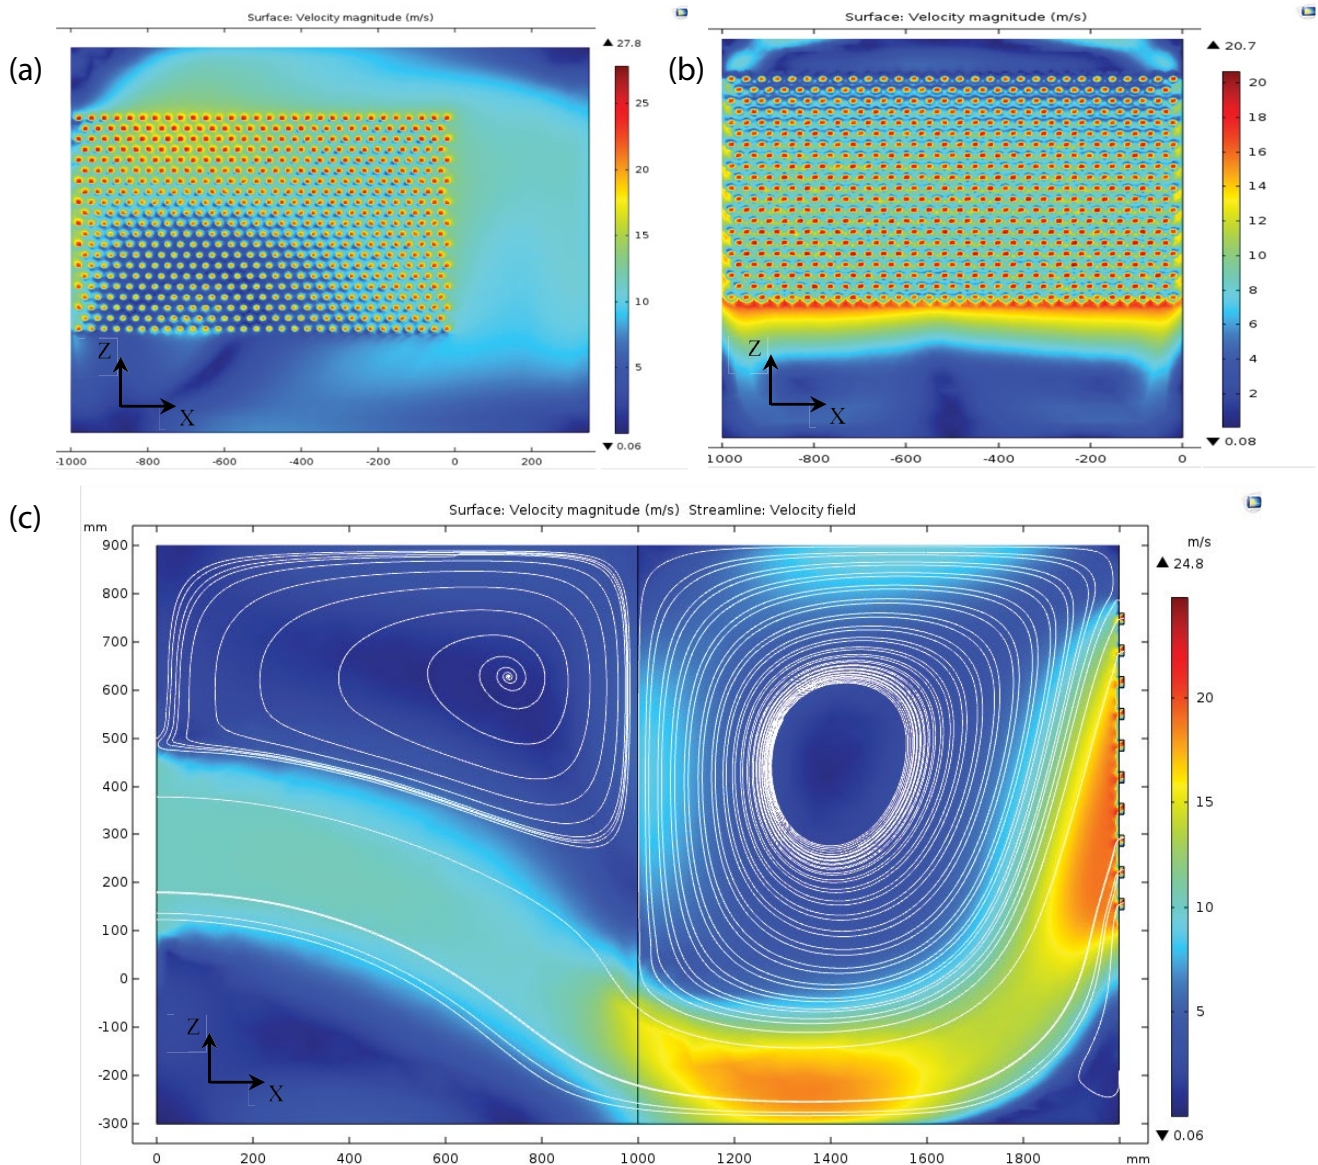 (a)
Surface: Velocity magnitude (m/s)
▲ 27.8
25
20
15
10
5
▼ 0.06
Z
X
-1000 -800 -600 -400 -200 0 200
(b)
Surface: Velocity magnitude (m/s)
▲ 20.7
20
18
16
14
12
10
8
6
4
2
▼ 0.08
Z
X
1000 -800 -600 -400 -200 0
(c)
Surface: Velocity magnitude (m/s) Streamline: Velocity field
mm
900
800
700
600
500
400
300
200
100
0
-100
-200
-300
Z
X
0 200 400 600 800 1000 1200 1400 1600 1800 mm
m/s
▲ 24.8
20
15
10
5
▼ 0.06